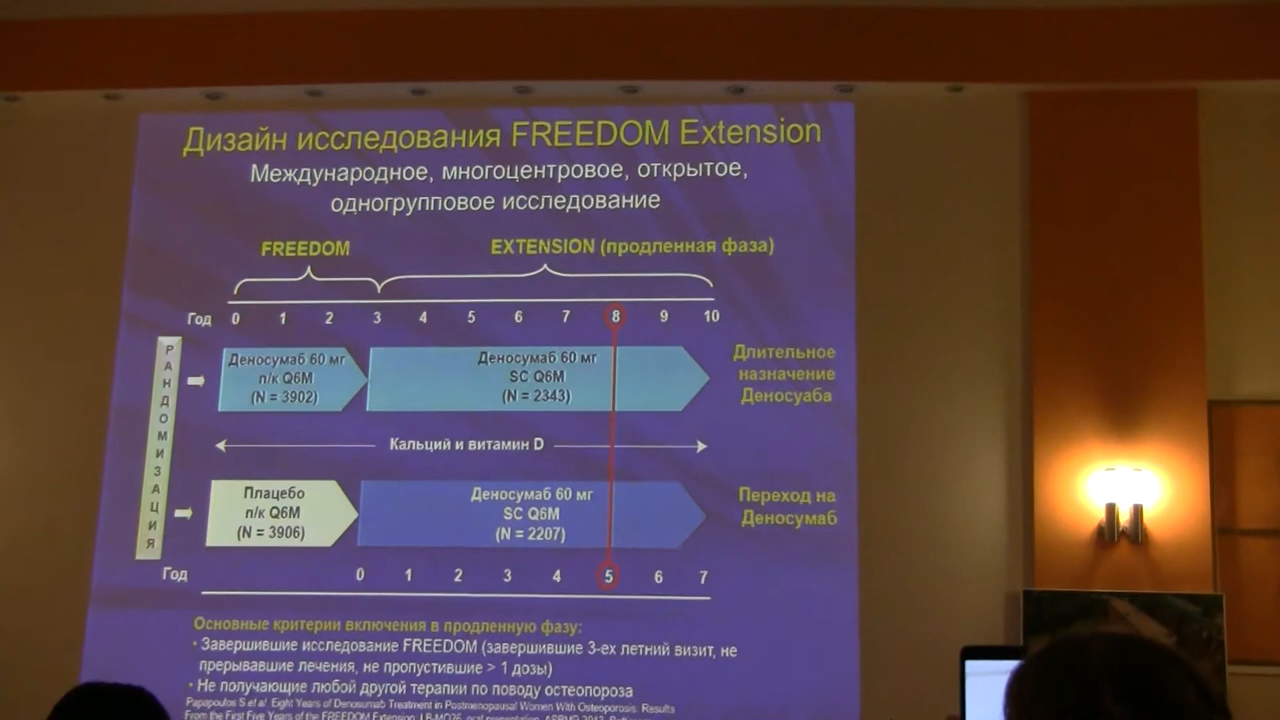 Дизайн исследования FREEDOM Extension
Международное, многоцентровое, открытое,
одногрупповое исследование
FREEDOM
EXTENSION (продленная фаза)
Год 0 1 2 3 4 5 6 7 8 9 10
РАНДОМИЗАЦИЯ
Деносумаб 60 мг
п/к Q6M
(N = 3902)
Деносумаб 60 мг
SC Q6M
(N = 2343)
Длительное
назначение
Деносуаба
Кальций и витамин D
Плацебо
п/к Q6M
(N = 3906)
Деносумаб 60 мг
SC Q6M
(N = 2207)
Переход на
Деносумаб
Год 0 1 2 3 4 5 6 7
Основные критерии включения в продленную фазу:
• Завершившие исследование FREEDOM (завершившие 3-ех летний визит, не
прерывавшие лечения, не пропустившие > 1 дозы)
• Не получающие любой другой терапии по поводу остеопороза
Papapoulos S et al Eight Years of Denosumab Treatment in Postmenopausal Women With Osteoporosis. Results
From the First Five Years of the FREEDOM Extension.